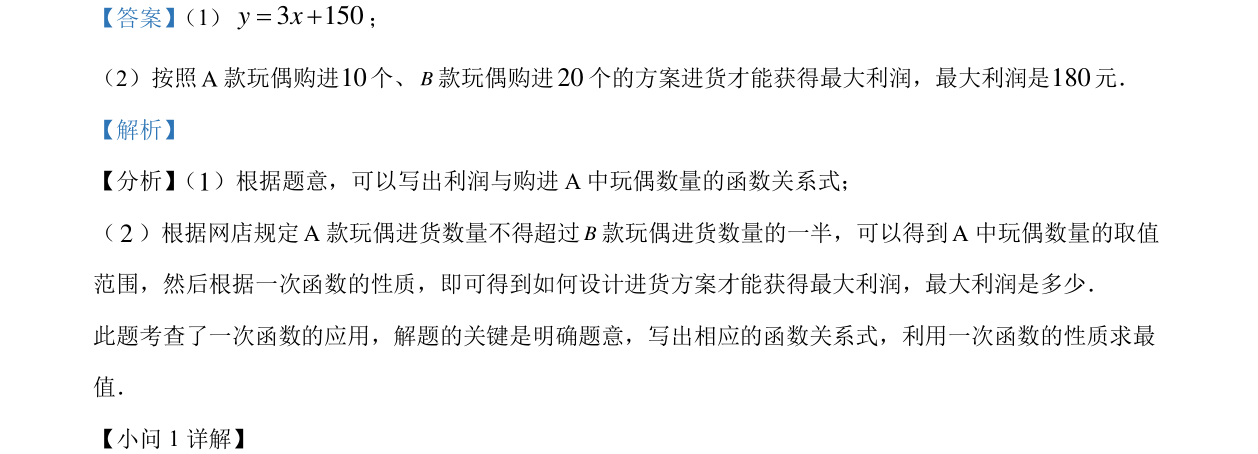 【答案】（1） y = 3x +150；
（2）按照 A 款玩偶购进10个、B 款玩偶购进 20 个的方案进货才能获得最大利润，最大利润是180 元．
【解析】
【分析】（1）根据题意，可以写出利润与购进 A 中玩偶数量的函数关系式；
（2）根据网店规定 A 款玩偶进货数量不得超过 B 款玩偶进货数量的一半，可以得到 A 中玩偶数量的取值
范围，然后根据一次函数的性质，即可得到如何设计进货方案才能获得最大利润，最大利润是多少．
此题考查了一次函数的应用，解题的关键是明确题意，写出相应的函数关系式，利用一次函数的性质求最
值．
【小问 1 详解】